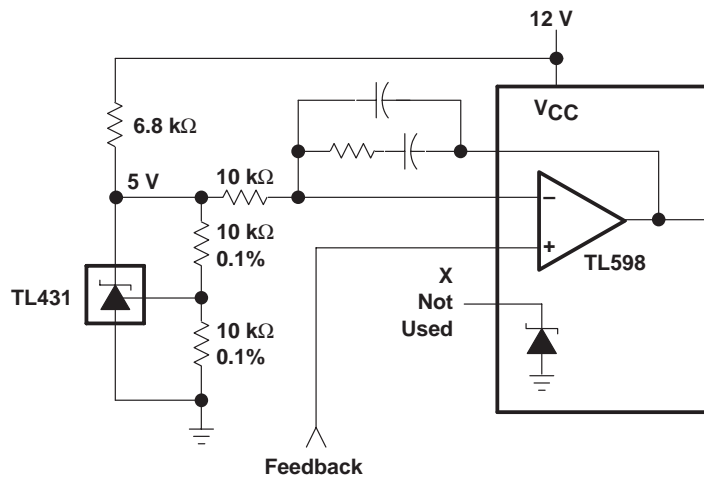 12 V
VCC
6.8 kΩ
5 V
10 kΩ
10 kΩ
0.1%
−
+
TL598
TL431
X
Not
Used
10 kΩ
0.1%
Feedback